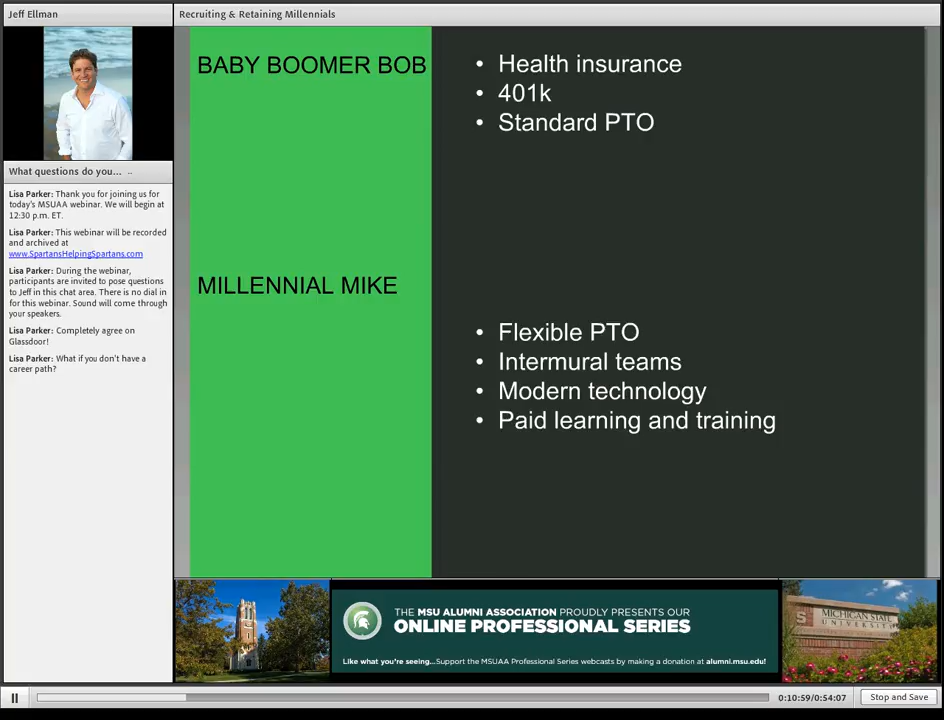 Jeff Ellman
Recruiting & Retaining Millennials
What questions do you... ..
Lisa Parker: Thank you for joining us for
today's MSUAA webinar. We will begin at
12:30 p.m. ET.
Lisa Parker: This webinar will be recorded
and archived at
www.SpartansHelpingSpartans.com
Lisa Parker: During the webinar,
participants are invited to pose questions
to Jeff in this chat area. There is no dial in
for this webinar. Sound will come through
your speakers.
Lisa Parker: Completely agree on
Glassdoor!
Lisa Parker: What if you don't have a
career path?
BABY BOOMER BOB
• Health insurance
• 401k
• Standard PTO
MILLENNIAL MIKE
• Flexible PTO
• Intermural teams
• Modern technology
• Paid learning and training
THE MSU ALUMNI ASSOCIATION PROUDLY PRESENTS OUR
ONLINE PROFESSIONAL SERIES
Like what you're seeing...Support the MSUAA Professional Series webcasts by making a donation at alumni.msu.edu!
S
MICHIGAN STATE
UNIVERSITY
0:10:59/0:54:07
Stop and Save